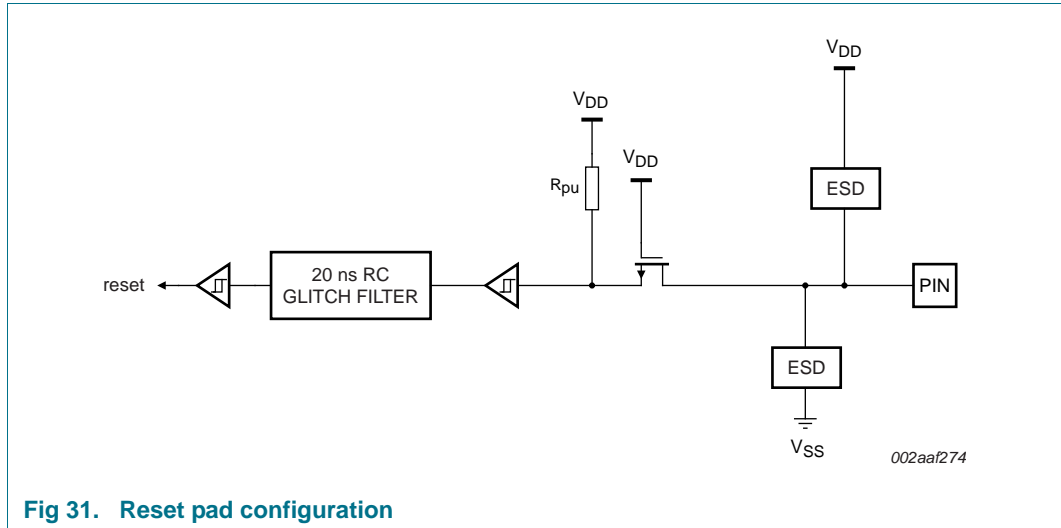 VDD
VDD
VDD
Rpu
ESD
reset
20 ns RC
GLITCH FILTER
PIN
ESD
VSS
002aaf274
Fig 31. Reset pad configuration